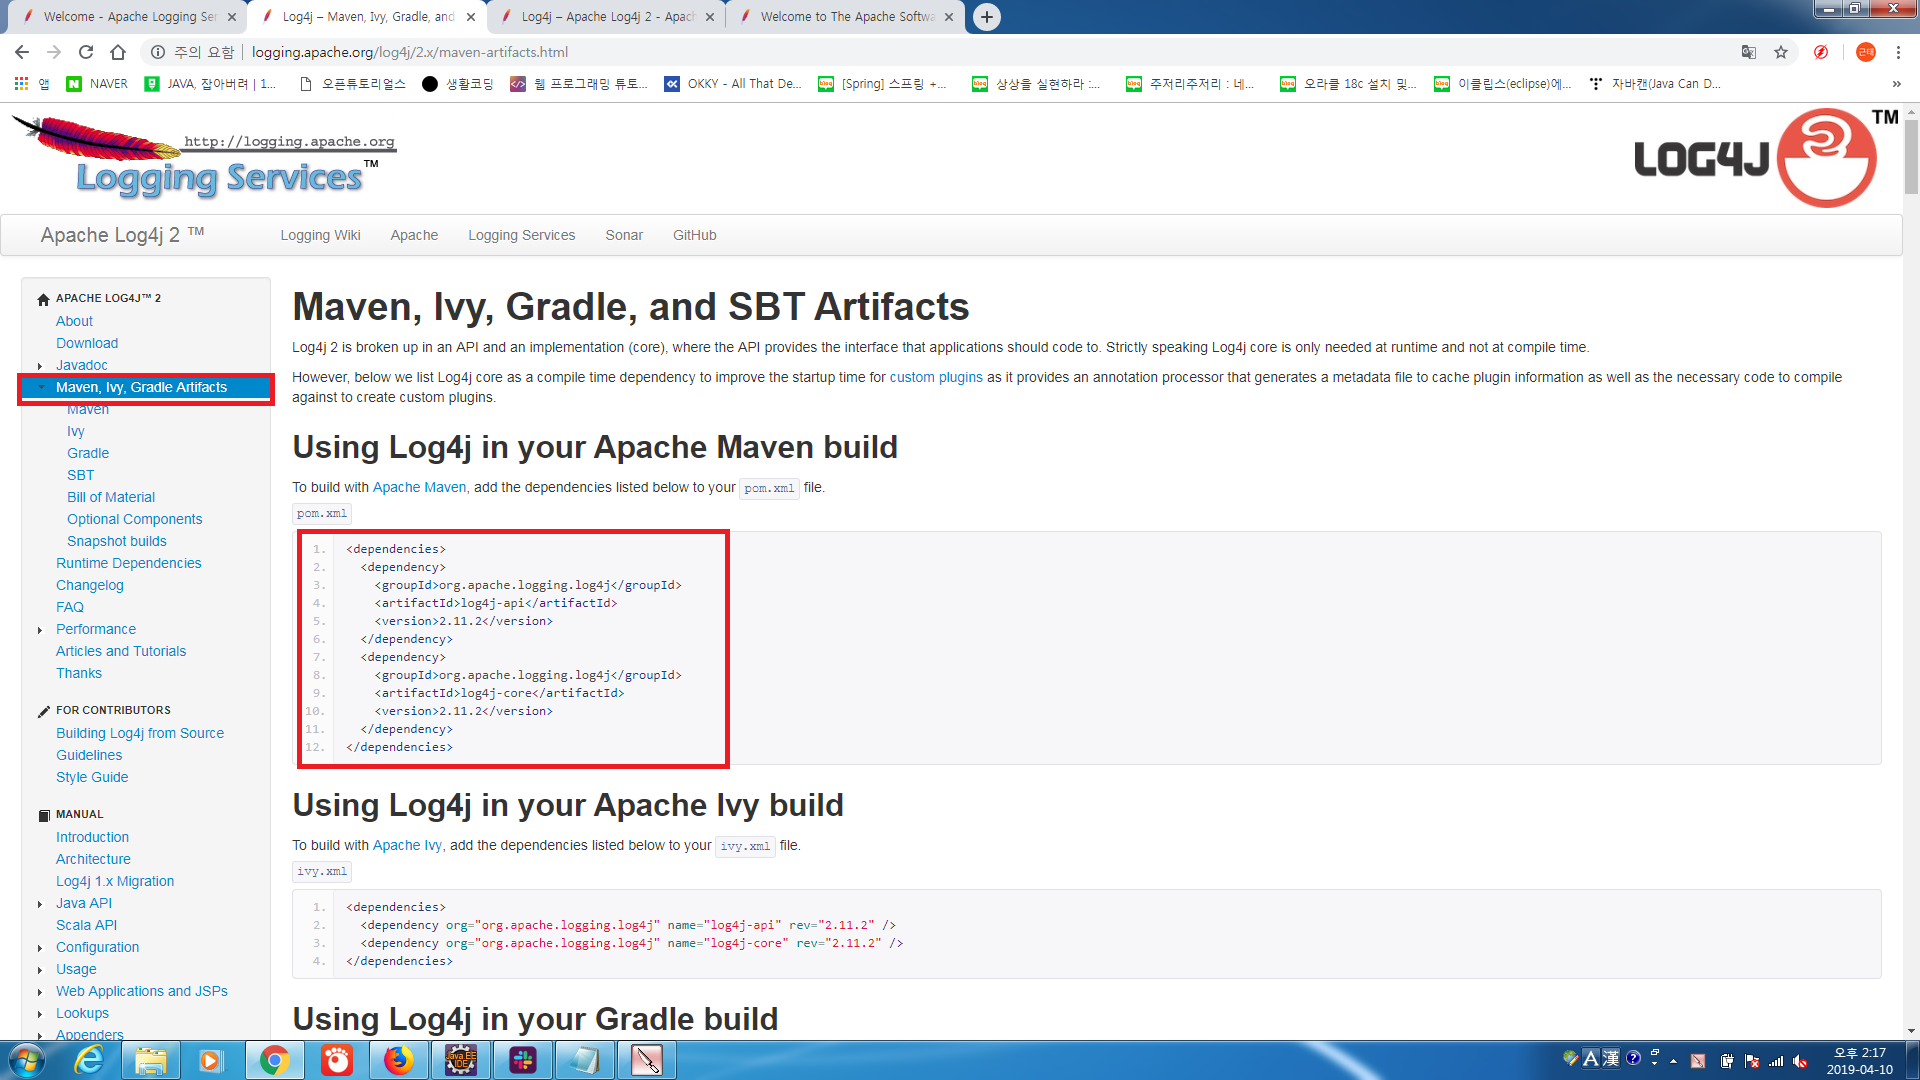 Welcome - Apache Logging Ser
Log4j – Maven, Ivy, Gradle, and
Log4j – Apache Log4j 2 - Apac
Welcome to The Apache Softwa
주의 요함 logging.apache.org/log4j/2.x/maven-artifacts.html
근태
앱 NAVER JAVA, 잡아버려 | 1... 오픈튜토리얼스 생활코딩 웹 프로그래밍 튜토... OKKY - All That De... [Spring] 스프링 +... 상상을 실현하라 :... 주저리주저리 : 네... 오라클 18c 설치 및... 이클립스(eclipse)에... 자바캔(Java Can D... »
http://logging.apache.org
Logging Services™
LOG4J 2 TM
Apache Log4j 2 ™ Logging Wiki Apache Logging Services Sonar GitHub
APACHE LOG4J™ 2
About
Download
Javadoc
Maven, Ivy, Gradle Artifacts
Maven
Ivy
Gradle
SBT
Bill of Material
Optional Components
Snapshot builds
Runtime Dependencies
Changelog
FAQ
Performance
Articles and Tutorials
Thanks
FOR CONTRIBUTORS
Building Log4j from Source
Guidelines
Style Guide
MANUAL
Introduction
Architecture
Log4j 1.x Migration
Java API
Scala API
Configuration
Usage
Web Applications and JSPs
Lookups
Appenders
Maven, Ivy, Gradle, and SBT Artifacts
Log4j 2 is broken up in an API and an implementation (core), where the API provides the interface that applications should code to. Strictly speaking Log4j core is only needed at runtime and not at compile time.
However, below we list Log4j core as a compile time dependency to improve the startup time for custom plugins as it provides an annotation processor that generates a metadata file to cache plugin information as well as the necessary code to compile
against to create custom plugins.
Using Log4j in your Apache Maven build
To build with Apache Maven, add the dependencies listed below to your pom.xml file.
pom.xml
1. <dependencies>
2. <dependency>
3. <groupId>org.apache.logging.log4j</groupId>
4. <artifactId>log4j-api</artifactId>
5. <version>2.11.2</version>
6. </dependency>
7. <dependency>
8. <groupId>org.apache.logging.log4j</groupId>
9. <artifactId>log4j-core</artifactId>
10. <version>2.11.2</version>
11. </dependency>
12. </dependencies>
Using Log4j in your Apache Ivy build
To build with Apache Ivy, add the dependencies listed below to your ivy.xml file.
ivy.xml
1. <dependencies>
2. <dependency org="org.apache.logging.log4j" name="log4j-api" rev="2.11.2" />
3. <dependency org="org.apache.logging.log4j" name="log4j-core" rev="2.11.2" />
4. </dependencies>
Using Log4j in your Gradle build
Java EE
IDE
A 漢
오후 2:17
2019-04-10